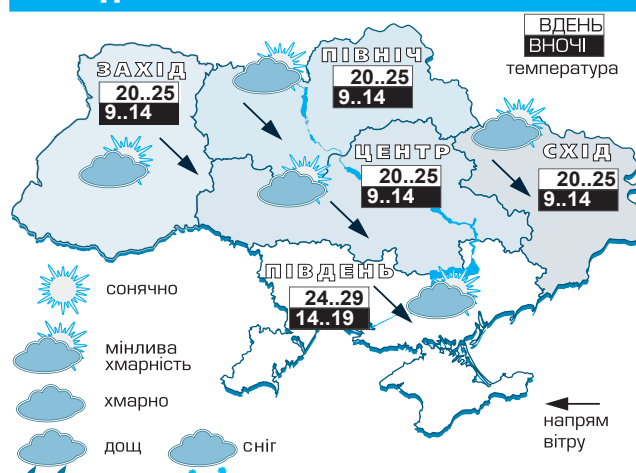 ВДЕНЬ
ВНОЧІ
температура
ЗАХІД
20..25
9..14
ПІВНІЧ
20..25
9..14
ЦЕНТР
20..25
9..14
СХІД
20..25
9..14
ПІВДЕНЬ
24..29
14..19
сонячно
мінлива
хмарність
хмарно
дощ
сніг
напрям
вітру